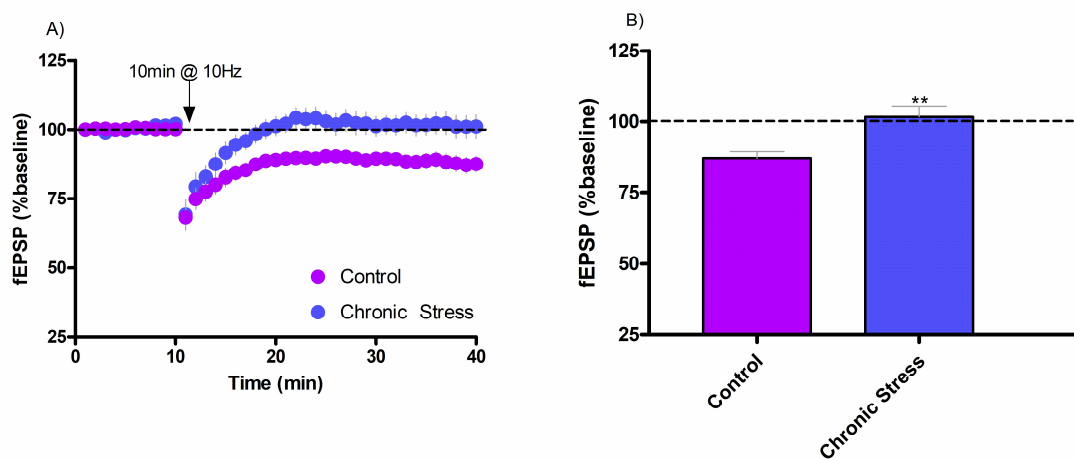 A)
125
100
75
50
25
fEPSP (%baseline)
10min @ 10Hz
Control
Chronic Stress
0
10
20
30
40
Time (min)
B)
125
100
75
50
25
fEPSP (%baseline)
**
Control
Chronic Stress